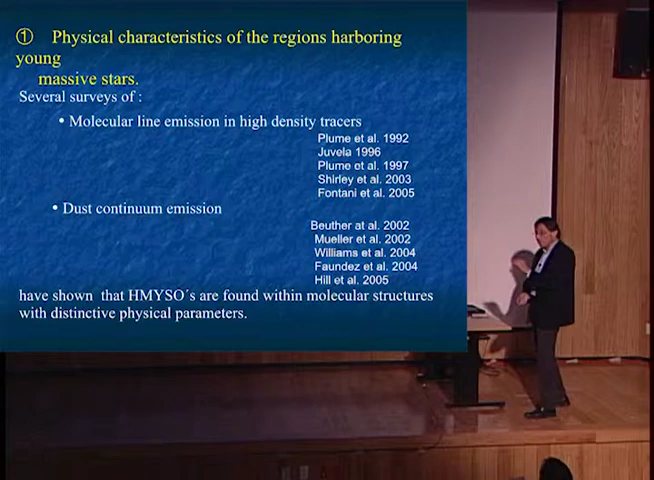 ① Physical characteristics of the regions harboring
young
massive stars.
Several surveys of :
• Molecular line emission in high density tracers
Plume et al. 1992
Juvela 1996
Plume et al. 1997
Shirley et al. 2003
Fontani et al. 2005
• Dust continuum emission
Beuther at al. 2002
Mueller et al. 2002
Williams et al. 2004
Faundez et al. 2004
Hill et al. 2005
have shown that HMYSO´s are found within molecular structures
with distinctive physical parameters.